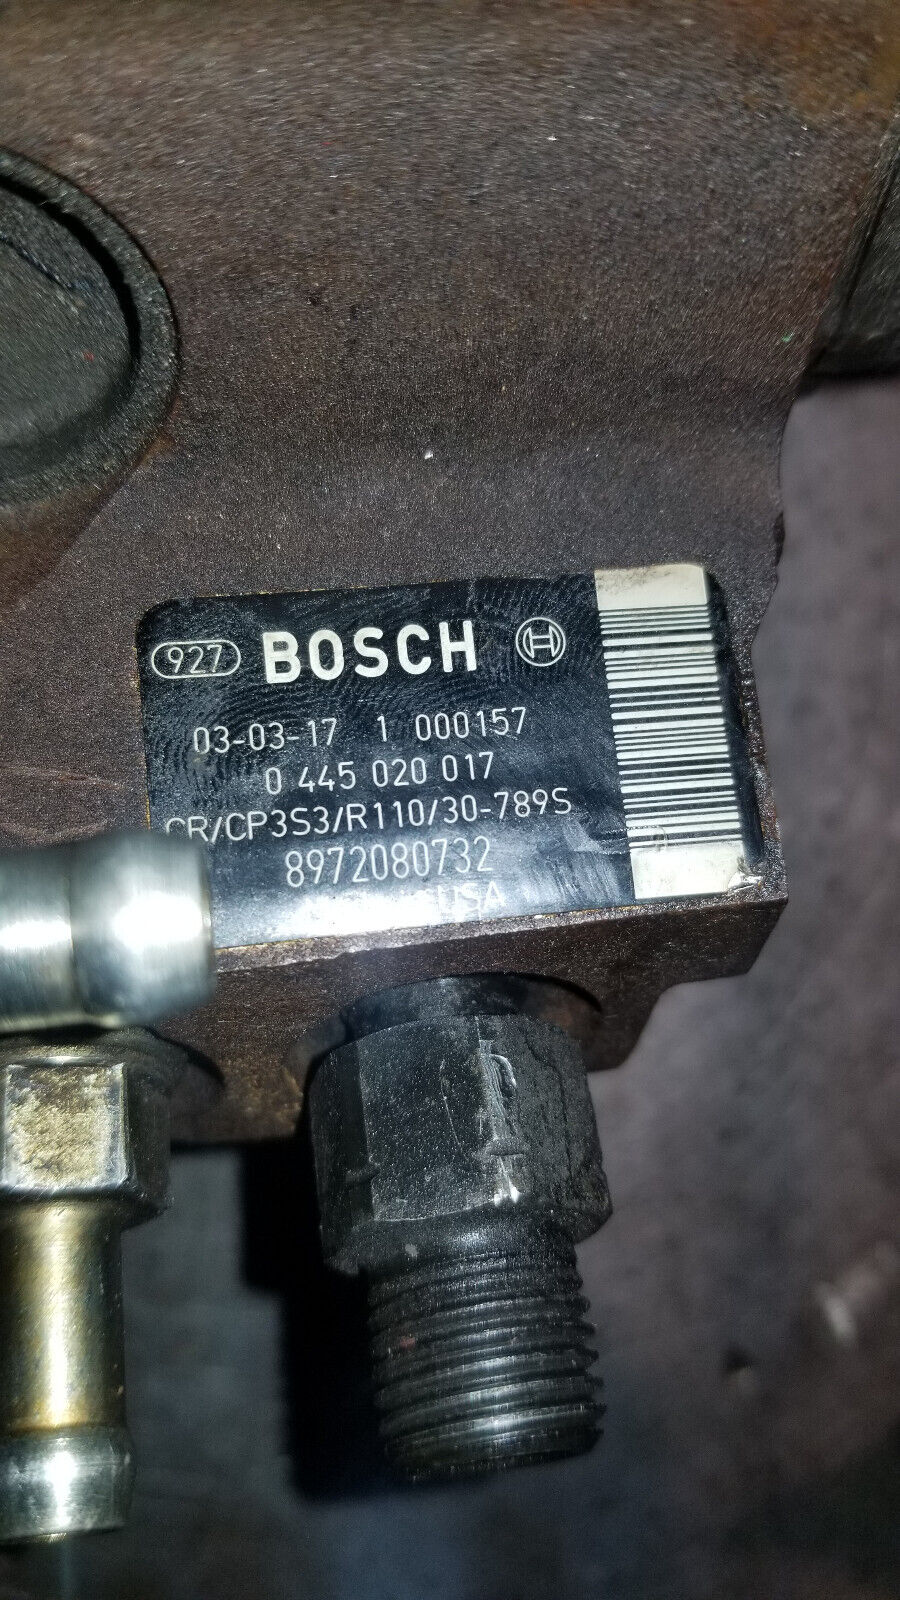 927 BOSCH
03-03-17 1 000157
0 445 020 017
CR/CP3S3/R110/30-789S
8972080732
USA